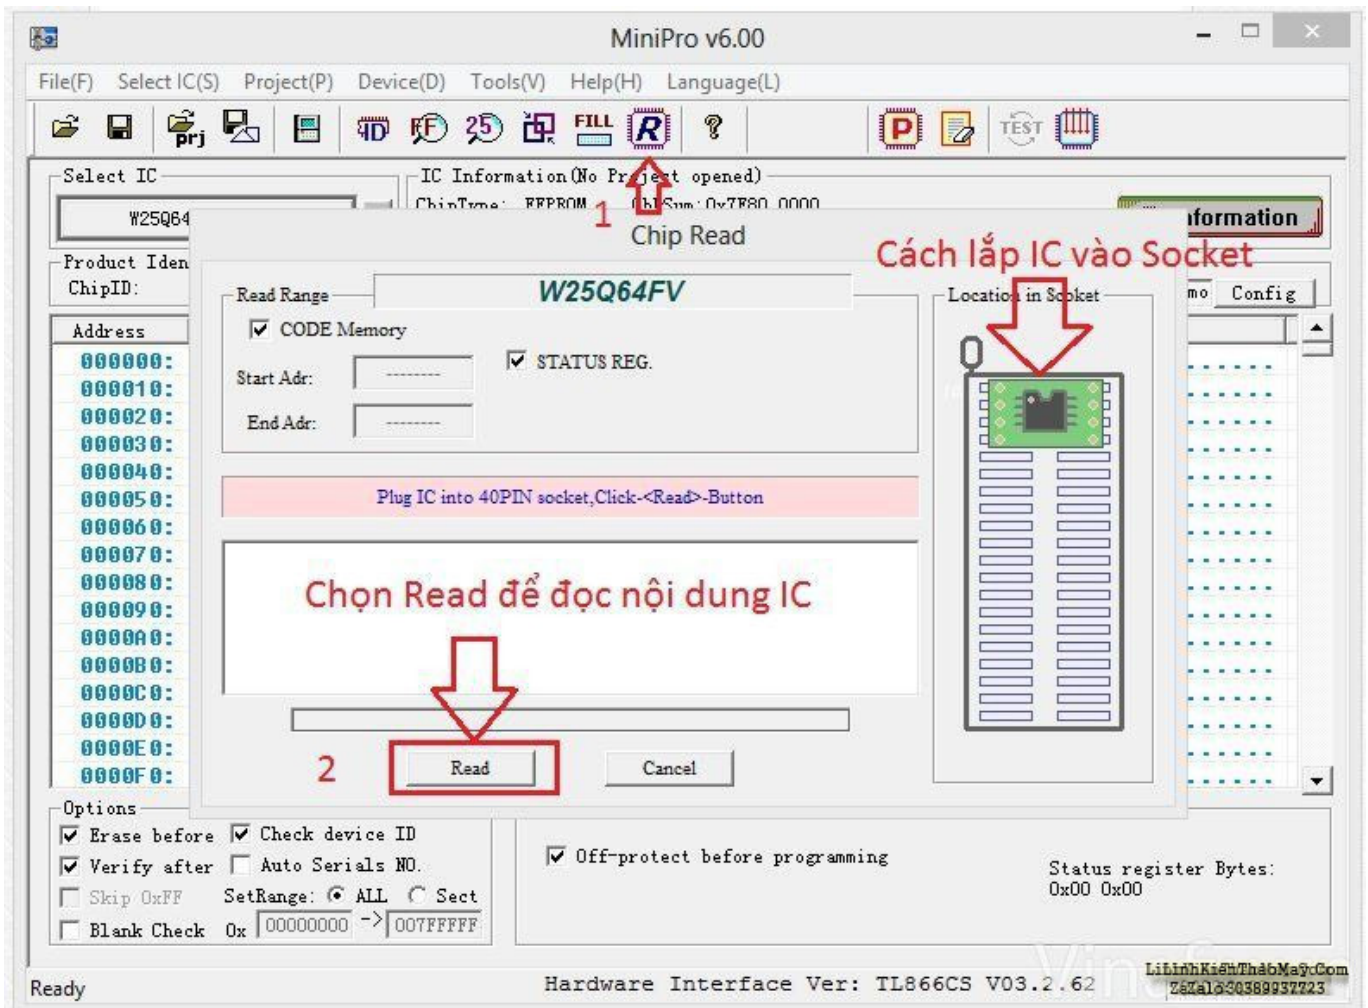 MiniPro v6.00
File(F) Select IC(S) Project(P) Device(D) Tools(V) Help(H) Language(L)
prj FILL R ? P TEST
Select IC
IC Information(No Project opened)
W25Q64
ChipType: EEPROM ChkSum:0x7F80 0000
Information
1
Chip Read
Cách lắp IC vào Socket
Product Iden
ChipID:
Read Range
W25Q64FV
Location in Socket
Config
Address
CODE Memory
STATUS REG.
Start Adr: --------
End Adr: --------
000000:
000010:
000020:
000030:
000040:
000050:
000060:
000070:
000080:
000090:
0000A0:
0000B0:
0000C0:
0000D0:
0000E0:
0000F0:
Plug IC into 40PIN socket,Click-<Read>-Button
Chọn Read để đọc nội dung IC
2
Read
Cancel
Options
Erase before Check device ID
Verify after Auto Serials NO.
Skip 0xFF SetRange: ALL Sect
Blank Check 0x 00000000 -> 007FFFFF
Off-protect before programming
Status register Bytes:
0x00 0x00
Ready
Hardware Interface Ver: TL866CS V03.2.62
LiLinhKiệnTháoMáy.Com